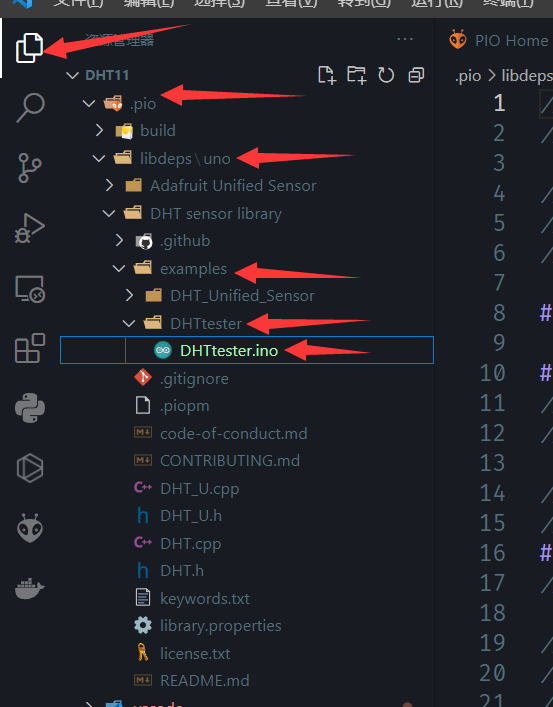 文件(F) 编辑(E) 选择(S) 查看(V) 转到(G) 运行(R) 终端(T)
资源管理器 ···
PIO Home
DHT11
.pio > libdeps
.pio
build
libdeps\uno
Adafruit Unified Sensor
DHT sensor library
.github
examples
DHT_Unified_Sensor
DHTtester
DHTtester.ino
.gitignore
.piopm
code-of-conduct.md
CONTRIBUTING.md
DHT_U.cpp
DHT_U.h
DHT.cpp
DHT.h
keywords.txt
library.properties
license.txt
README.md
1 /
2 /
3
4 /
5 /
6 /
7
8 #
9
10 #
11 /
12 /
13
14 /
15 /
16 #
17 /
18
19 /
20 /
21 /